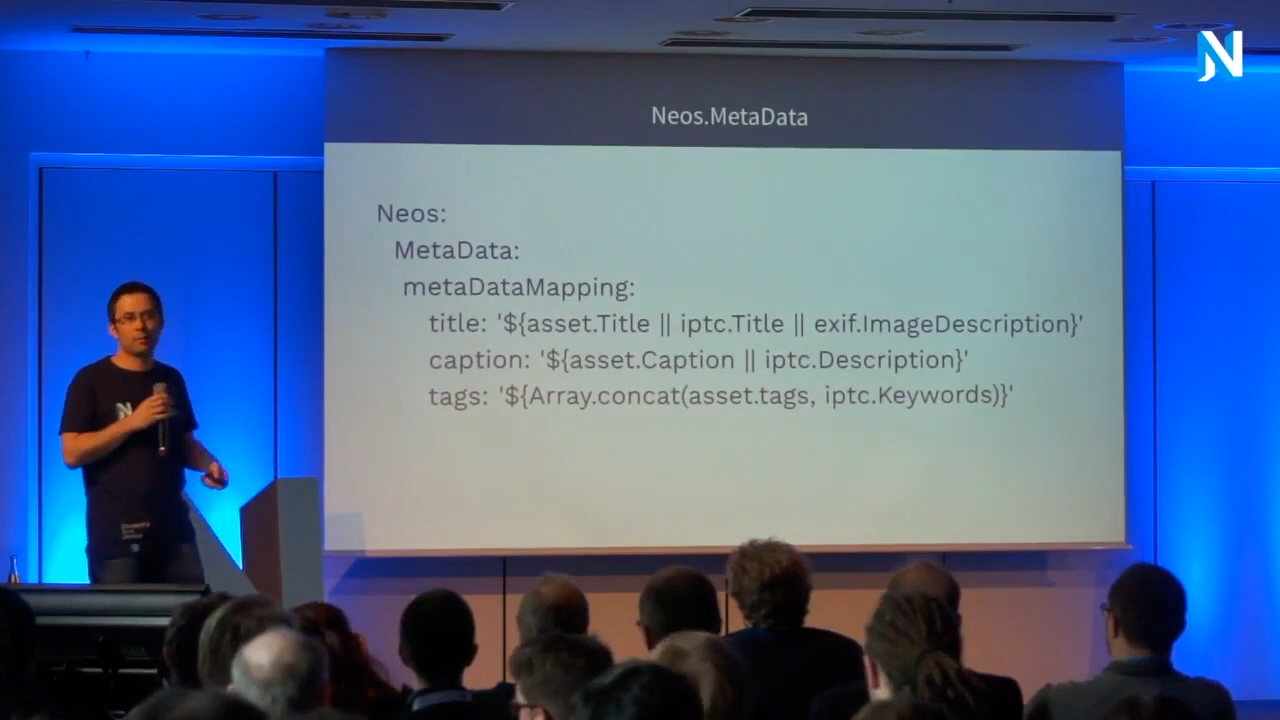 Neos.MetaData
Neos:
MetaData:
metaDataMapping:
title: '${asset.Title || iptc.Title || exif.ImageDescription}'
caption: '${asset.Caption || iptc.Description}'
tags: '${Array.concat(asset.tags, iptc.Keywords)}'
N
N